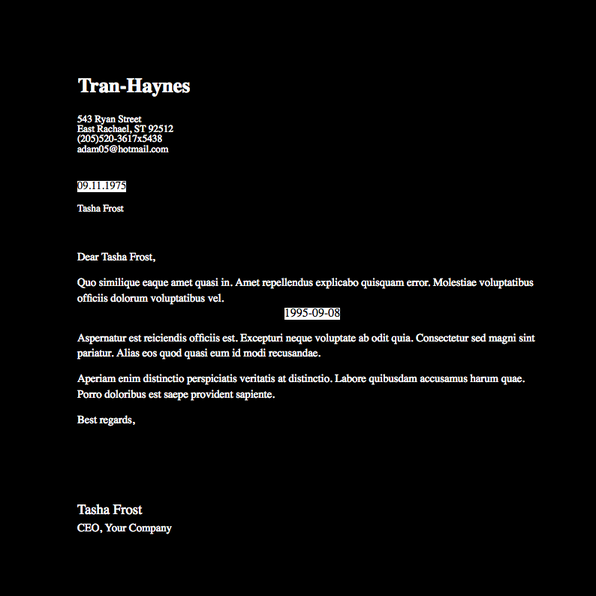 Tran-Haynes
543 Ryan Street
East Rachael, ST 92512
(205)520-3617x5438
adam05@hotmail.com
09.11.1975
Tasha Frost
Dear Tasha Frost,
Quo similique eaque amet quasi in. Amet repellendus explicabo quisquam error. Molestiae voluptatibus
officiis dolorum voluptatibus vel.
1995-09-08
Aspernatur est reiciendis officiis est. Excepturi neque voluptate ab odit quia. Consectetur sed magni sint
pariatur. Alias eos quod quasi eum id modi recusandae.
Aperiam enim distinctio perspiciatis veritatis at distinctio. Labore quibusdam accusamus harum quae.
Porro doloribus est saepe provident sapiente.
Best regards,
Tasha Frost
CEO, Your Company